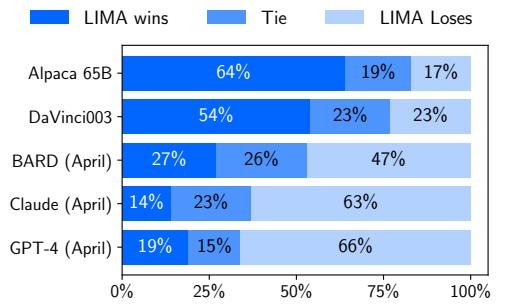 LIMA wins Tie LIMA Loses
Alpaca 65B 64% 19% 17%
DaVinci003 54% 23% 23%
BARD (April) 27% 26% 47%
Claude (April) 14% 23% 63%
GPT-4 (April) 19% 15% 66%
0% 25% 50% 75% 100%